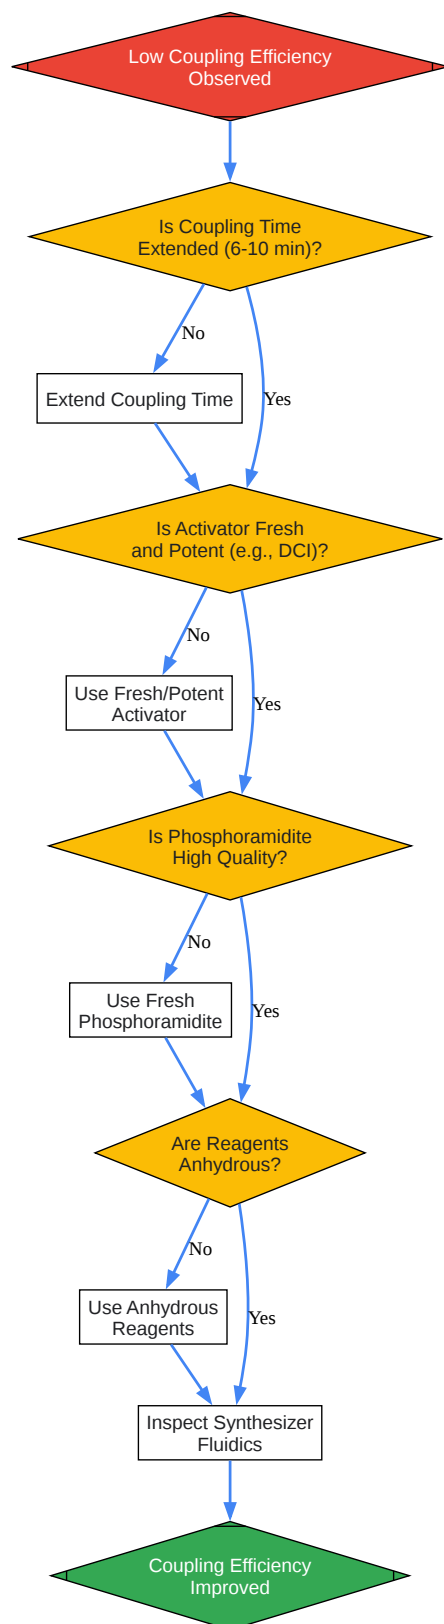 Low Coupling Efficiency
Observed
Is Coupling Time
Extended (6-10 min)?
No
Yes
Extend Coupling Time
Is Activator Fresh
and Potent (e.g., DCI)?
No
Yes
Use Fresh/Potent
Activator
Is Phosphoramidite
High Quality?
No
Yes
Use Fresh
Phosphoramidite
Are Reagents
Anhydrous?
No
Yes
Use Anhydrous
Reagents
Inspect Synthesizer
Fluidics
Coupling Efficiency
Improved